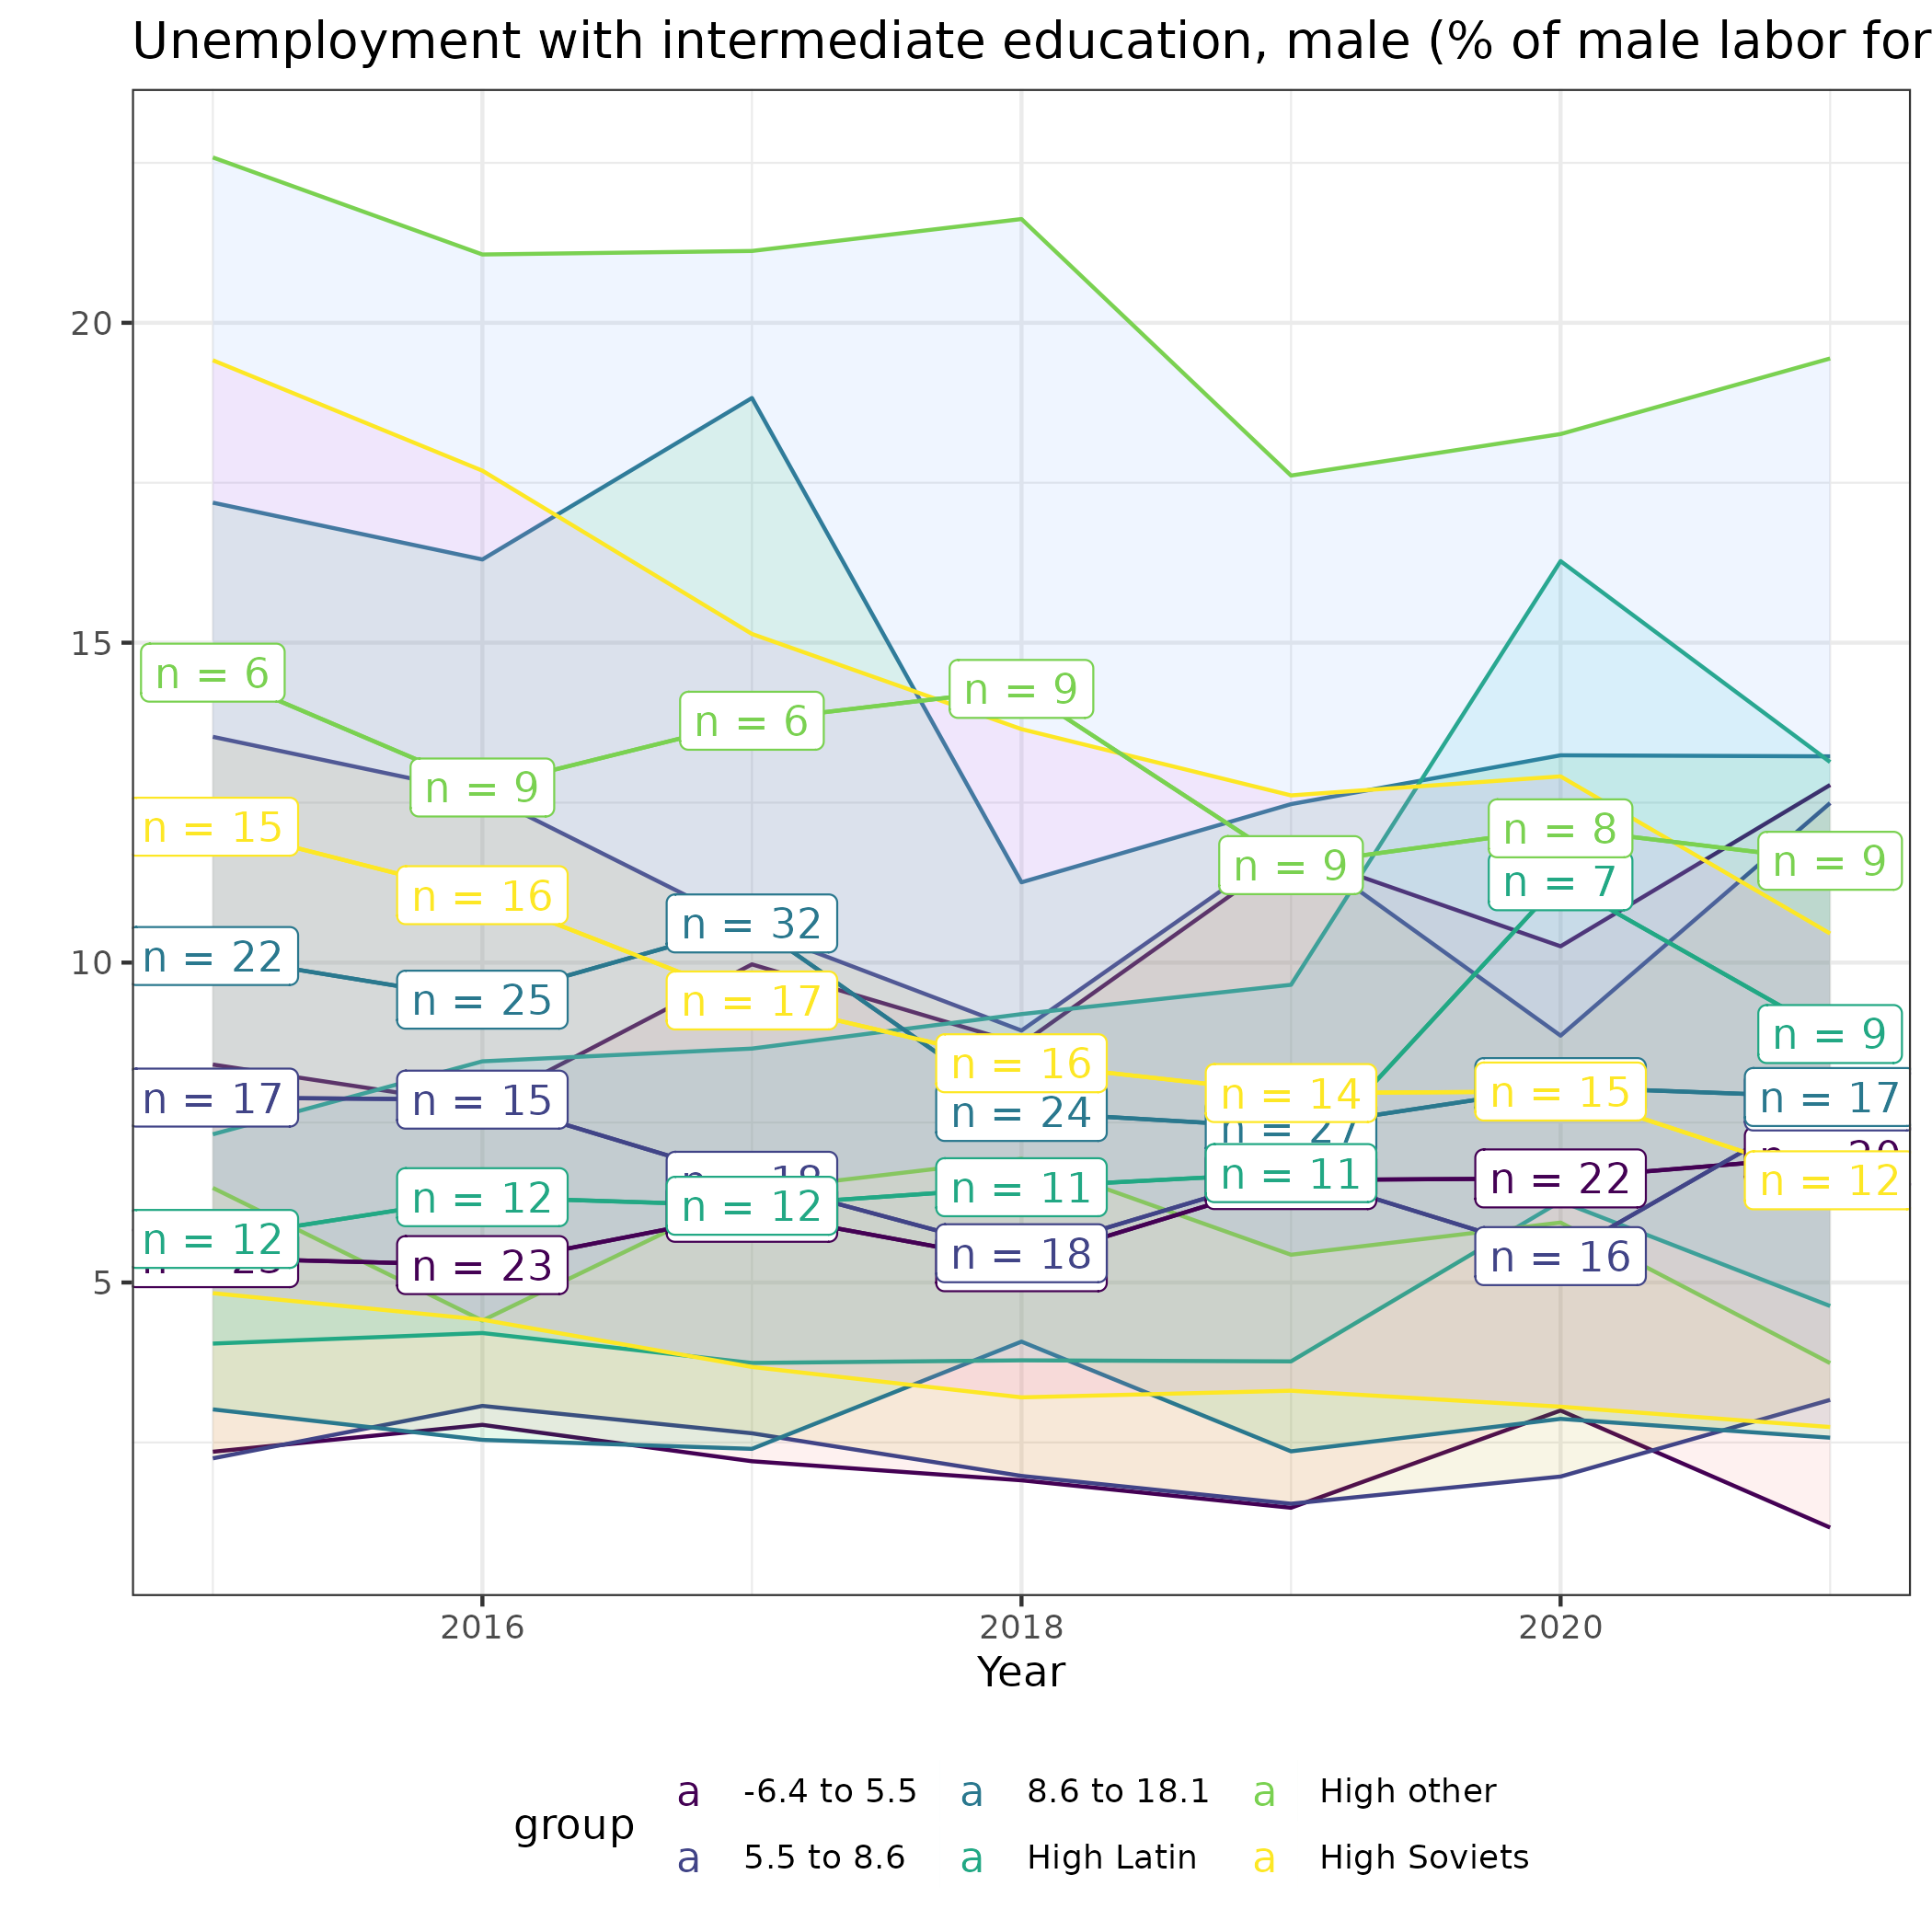 Unemployment with intermediate education, male (% of male labor for
20
15
10
5
n = 6
n = 9
n = 6
n = 9
n = 9
n = 8
n = 9
n = 15
n = 16
n = 17
n = 16
n = 14
n = 15
n = 12
n = 22
n = 25
n = 32
n = 24
n = 27
n = 17
n = 17
n = 15
n = 18
n = 18
n = 16
n = 12
n = 12
n = 12
n = 11
n = 11
n = 7
n = 9
n = 23
n = 22
2016
2018
2020
Year
group
a -6.4 to 5.5
a 8.6 to 18.1
a High other
a 5.5 to 8.6
a High Latin
a High Soviets